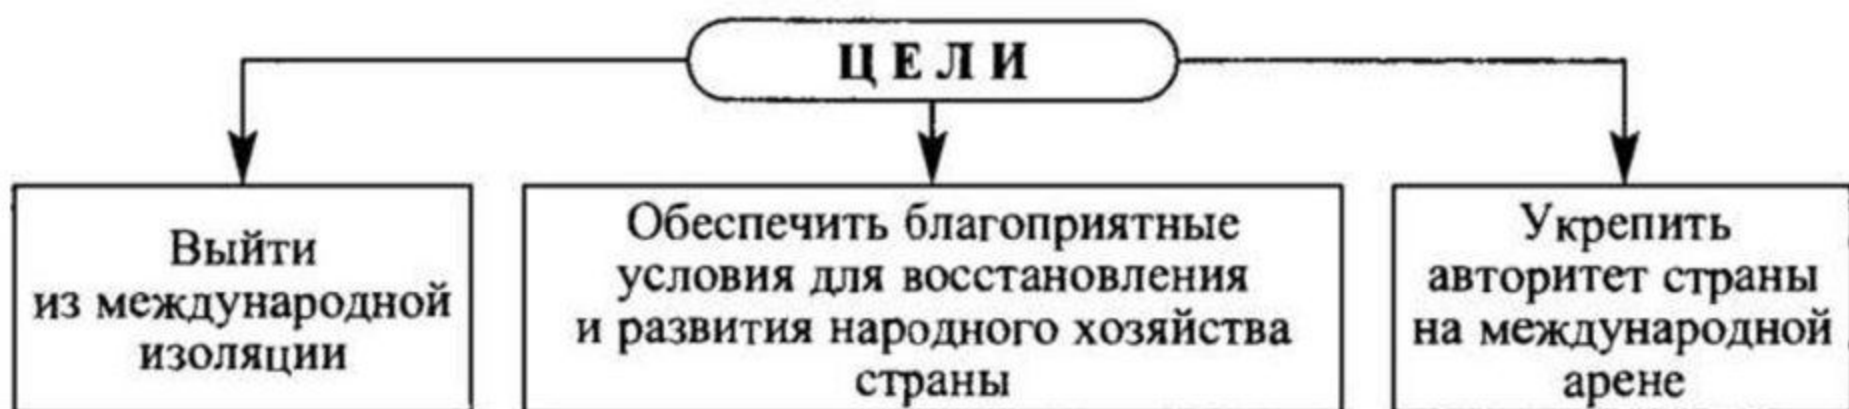 ЦЕЛИ
Выйти
из международной
изоляции
Обеспечить благоприятные
условия для восстановления
и развития народного хозяйства
страны
Укрепить
авторитет страны
на международной
арене